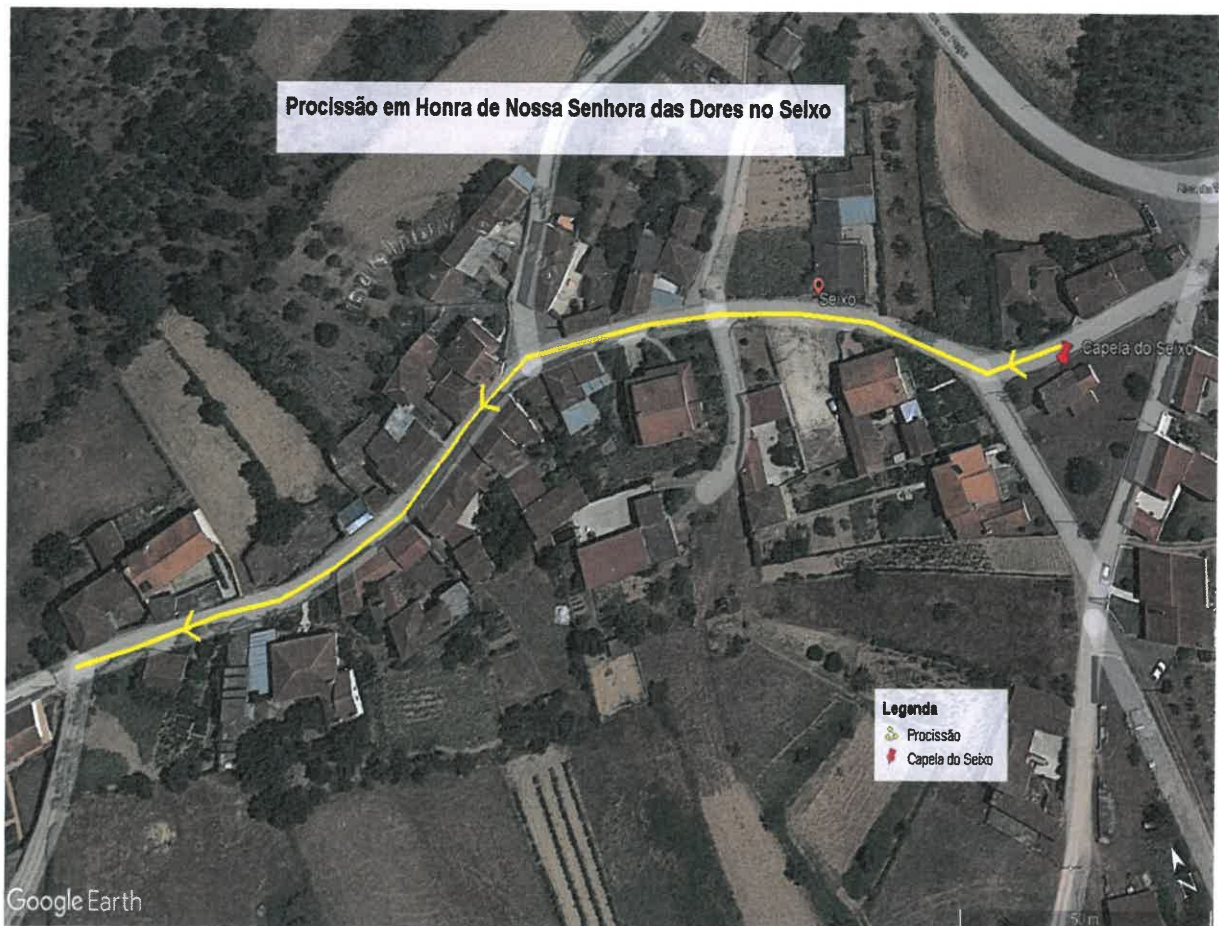 Procissão em Honra de Nossa Senhora das Dores no Seixo
Seixo
Capela do Seixo
Legenda
Procissão
Capela do Seixo
N
Google Earth
50 m